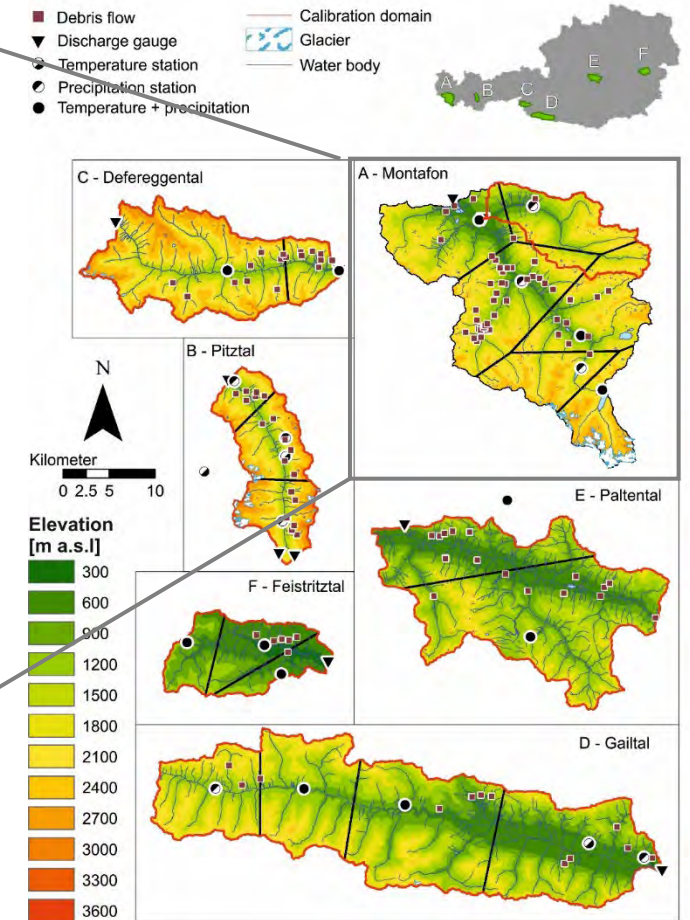 Debris flow
Discharge gauge
Temperature station
Precipitation station
Temperature + precipitation
Calibration domain
Glacier
Water body
A
B
C
D
E
F
C - Defereggental
A - Montafon
B - Pitztal
N
Kilometer
0 2.5 5 10
Elevation
[m a.s.l]
300
600
900
1200
1500
1800
2100
2400
2700
3000
3300
3600
E - Paltental
F - Feistritztal
D - Gailtal